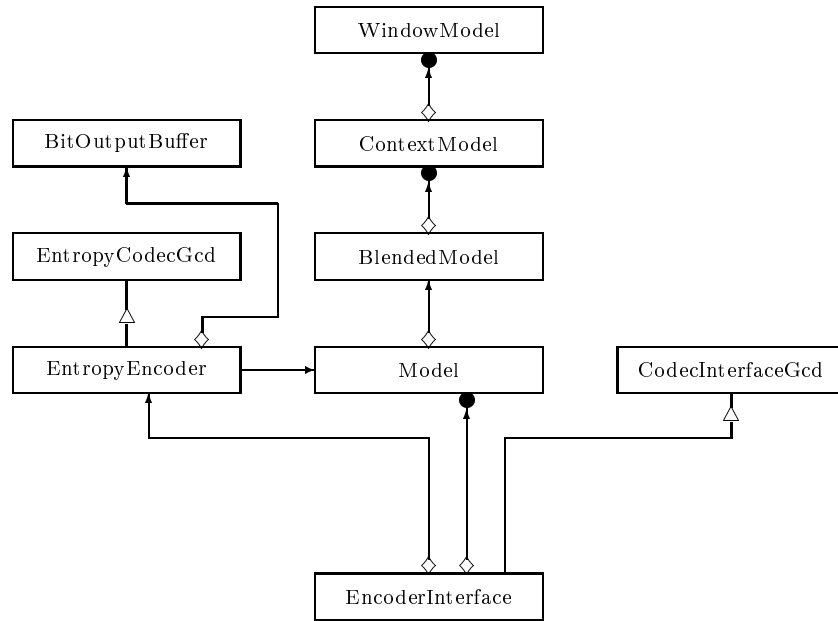 WindowModel
BitOutputBuffer
ContextModel
EntropyCodecGcd
BlendedModel
EntropyEncoder
Model
CodecInterfaceGcd
EncoderInterface